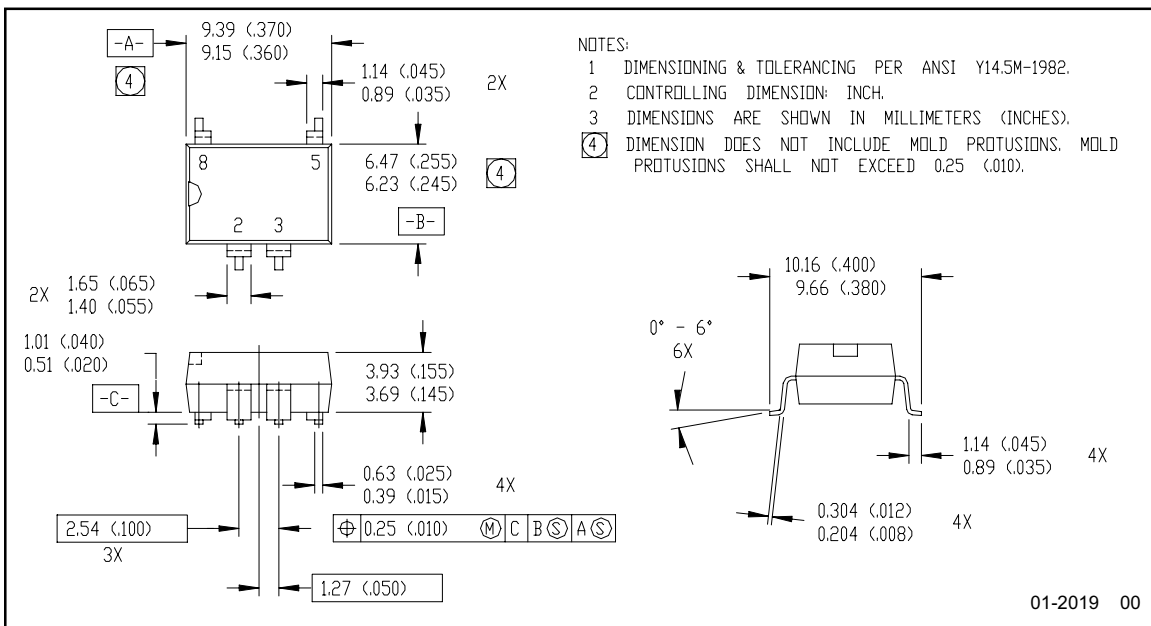 -A-
9.39 (.370)
9.15 (.360)
4
1.14 (.045)
0.89 (.035)
2X
8
5
6.47 (.255)
6.23 (.245)
4
2
3
-B-
2X
1.65 (.065)
1.40 (.055)
1.01 (.040)
0.51 (.020)
-C-
3.93 (.155)
3.69 (.145)
0.63 (.025)
0.39 (.015)
4X
2.54 (.100)
3X
⌖ 0.25 (.010) Ⓜ C B Ⓢ A Ⓢ
1.27 (.050)
NOTES:
1 DIMENSIONING & TOLERANCING PER ANSI Y14.5M-1982.
2 CONTROLLING DIMENSION: INCH.
3 DIMENSIONS ARE SHOWN IN MILLIMETERS (INCHES).
4 DIMENSION DOES NOT INCLUDE MOLD PROTUSIONS. MOLD
PROTUSIONS SHALL NOT EXCEED 0.25 (.010).
10.16 (.400)
9.66 (.380)
0° - 6°
6X
1.14 (.045)
0.89 (.035)
4X
0.304 (.012)
0.204 (.008)
4X
01-2019 00